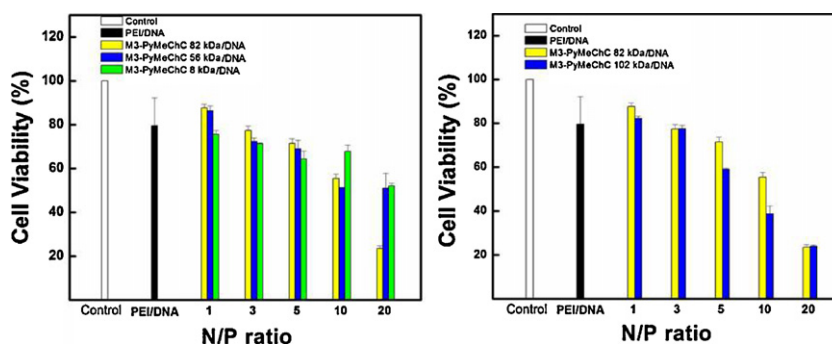 Control
PEI/DNA
M3-PyMeChC 82 kDa/DNA
M3-PyMeChC 56 kDa/DNA
M3-PyMeChC 8 kDa/DNA
120
100
80
60
40
20
Cell Viability (%)
Control PEI/DNA 1 3 5 10 20
N/P ratio
Control
PEI/DNA
M3-PyMeChC 82 kDa/DNA
M3-PyMeChC 102 kDa/DNA
120
100
80
60
40
20
Cell Viability (%)
Control PEI/DNA 1 3 5 10 20
N/P ratio